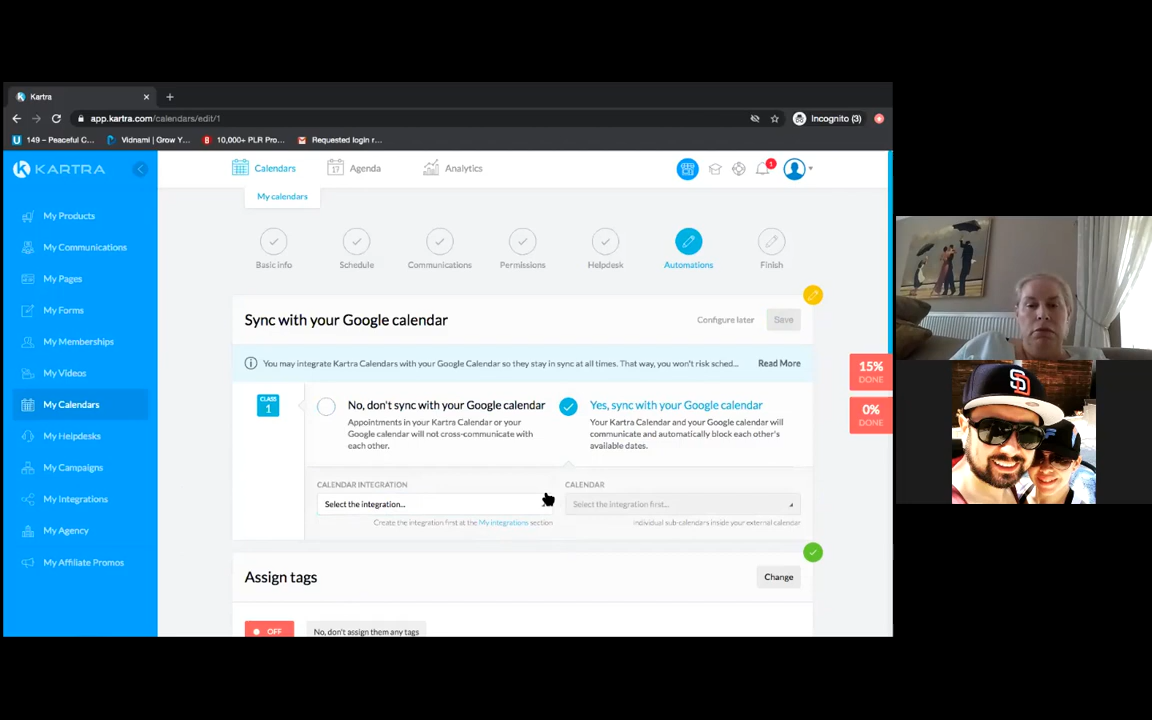 Kartra
app.kartra.com/calendars/edit/1
Incognito (3)
149 – Peaceful C...
Vidnami | Grow Y...
10,000+ PLR Pro...
Requested login r...
KARTRA
Calendars
Agenda
Analytics
1
My calendars
My Products
My Communications
My Pages
My Forms
My Memberships
My Videos
My Calendars
My Helpdesks
My Campaigns
My Integrations
My Agency
My Affiliate Promos
Basic info
Schedule
Communications
Permissions
Helpdesk
Automations
Finish
Sync with your Google calendar
Configure later
Save
You may integrate Kartra Calendars with your Google Calendar so they stay in sync at all times. That way, you won't risk sched...
Read More
15%
DONE
0%
DONE
CLASS
1
No, don't sync with your Google calendar
Appointments in your Kartra Calendar or your
Google calendar will not cross-communicate with
each other.
Yes, sync with your Google calendar
Your Kartra Calendar and your Google calendar will
communicate and automatically block each other's
available dates.
CALENDAR INTEGRATION
Select the integration...
Create the integration first at the My integrations section
CALENDAR
Select the integration first...
Individual sub-calendars inside your external calendar
Assign tags
Change
OFF
No, don't assign them any tags